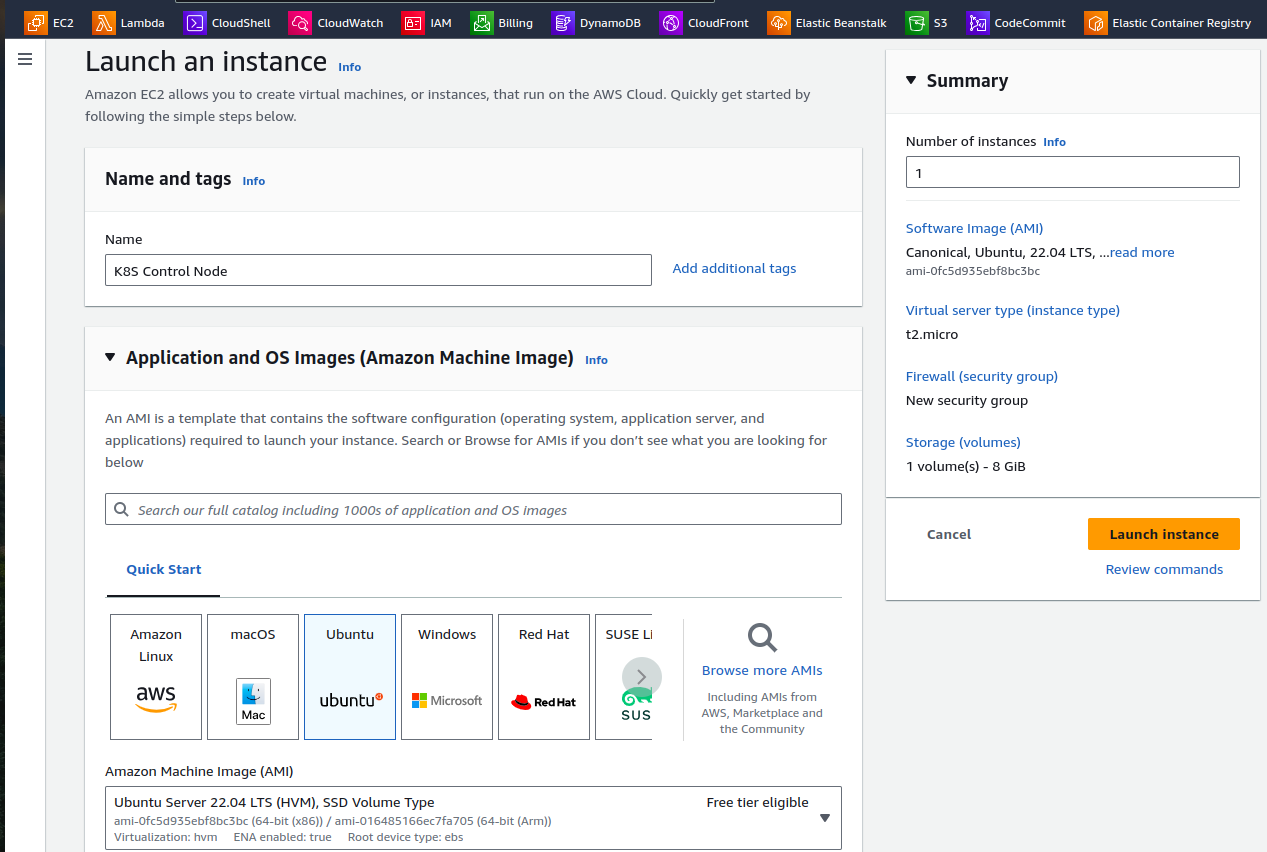 EC2 Lambda CloudShell CloudWatch IAM Billing DynamoDB CloudFront Elastic Beanstalk S3 CodeCommit Elastic Container Registry
Launch an instance Info
Amazon EC2 allows you to create virtual machines, or instances, that run on the AWS Cloud. Quickly get started by
following the simple steps below.
Name and tags Info
Name
K8S Control Node
Add additional tags
Application and OS Images (Amazon Machine Image) Info
An AMI is a template that contains the software configuration (operating system, application server, and
applications) required to launch your instance. Search or Browse for AMIs if you don’t see what you are looking for
below
Search our full catalog including 1000s of application and OS images
Quick Start
Amazon
Linux
aws
macOS
Mac
Ubuntu
ubuntu
Windows
Microsoft
Red Hat
Red Hat
SUSE Li
SUS
Browse more AMIs
Including AMIs from
AWS, Marketplace and
the Community
Amazon Machine Image (AMI)
Ubuntu Server 22.04 LTS (HVM), SSD Volume Type
Free tier eligible
ami-0fc5d935ebf8bc3bc (64-bit (x86)) / ami-016485166ec7fa705 (64-bit (Arm))
Virtualization: hvm ENA enabled: true Root device type: ebs
Summary
Number of instances Info
1
Software Image (AMI)
Canonical, Ubuntu, 22.04 LTS, ...read more
ami-0fc5d935ebf8bc3bc
Virtual server type (instance type)
t2.micro
Firewall (security group)
New security group
Storage (volumes)
1 volume(s) - 8 GiB
Cancel
Launch instance
Review commands